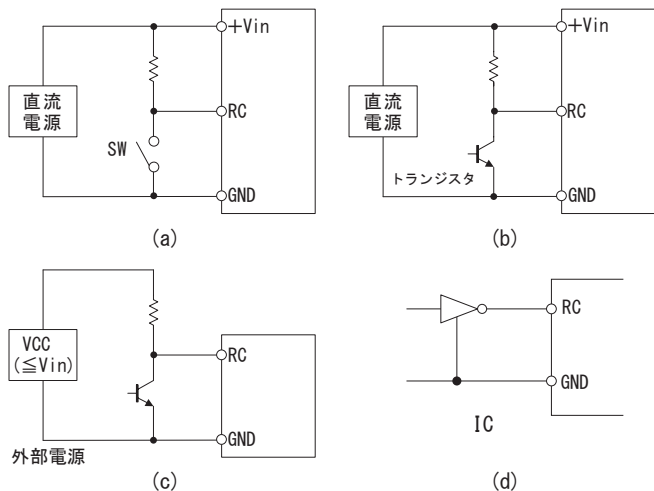 +Vin
直流
電源
RC
SW
GND
(a)
+Vin
直流
電源
RC
トランジスタ
GND
(b)
VCC
(≦Vin)
RC
GND
外部電源
(c)
RC
GND
IC
(d)